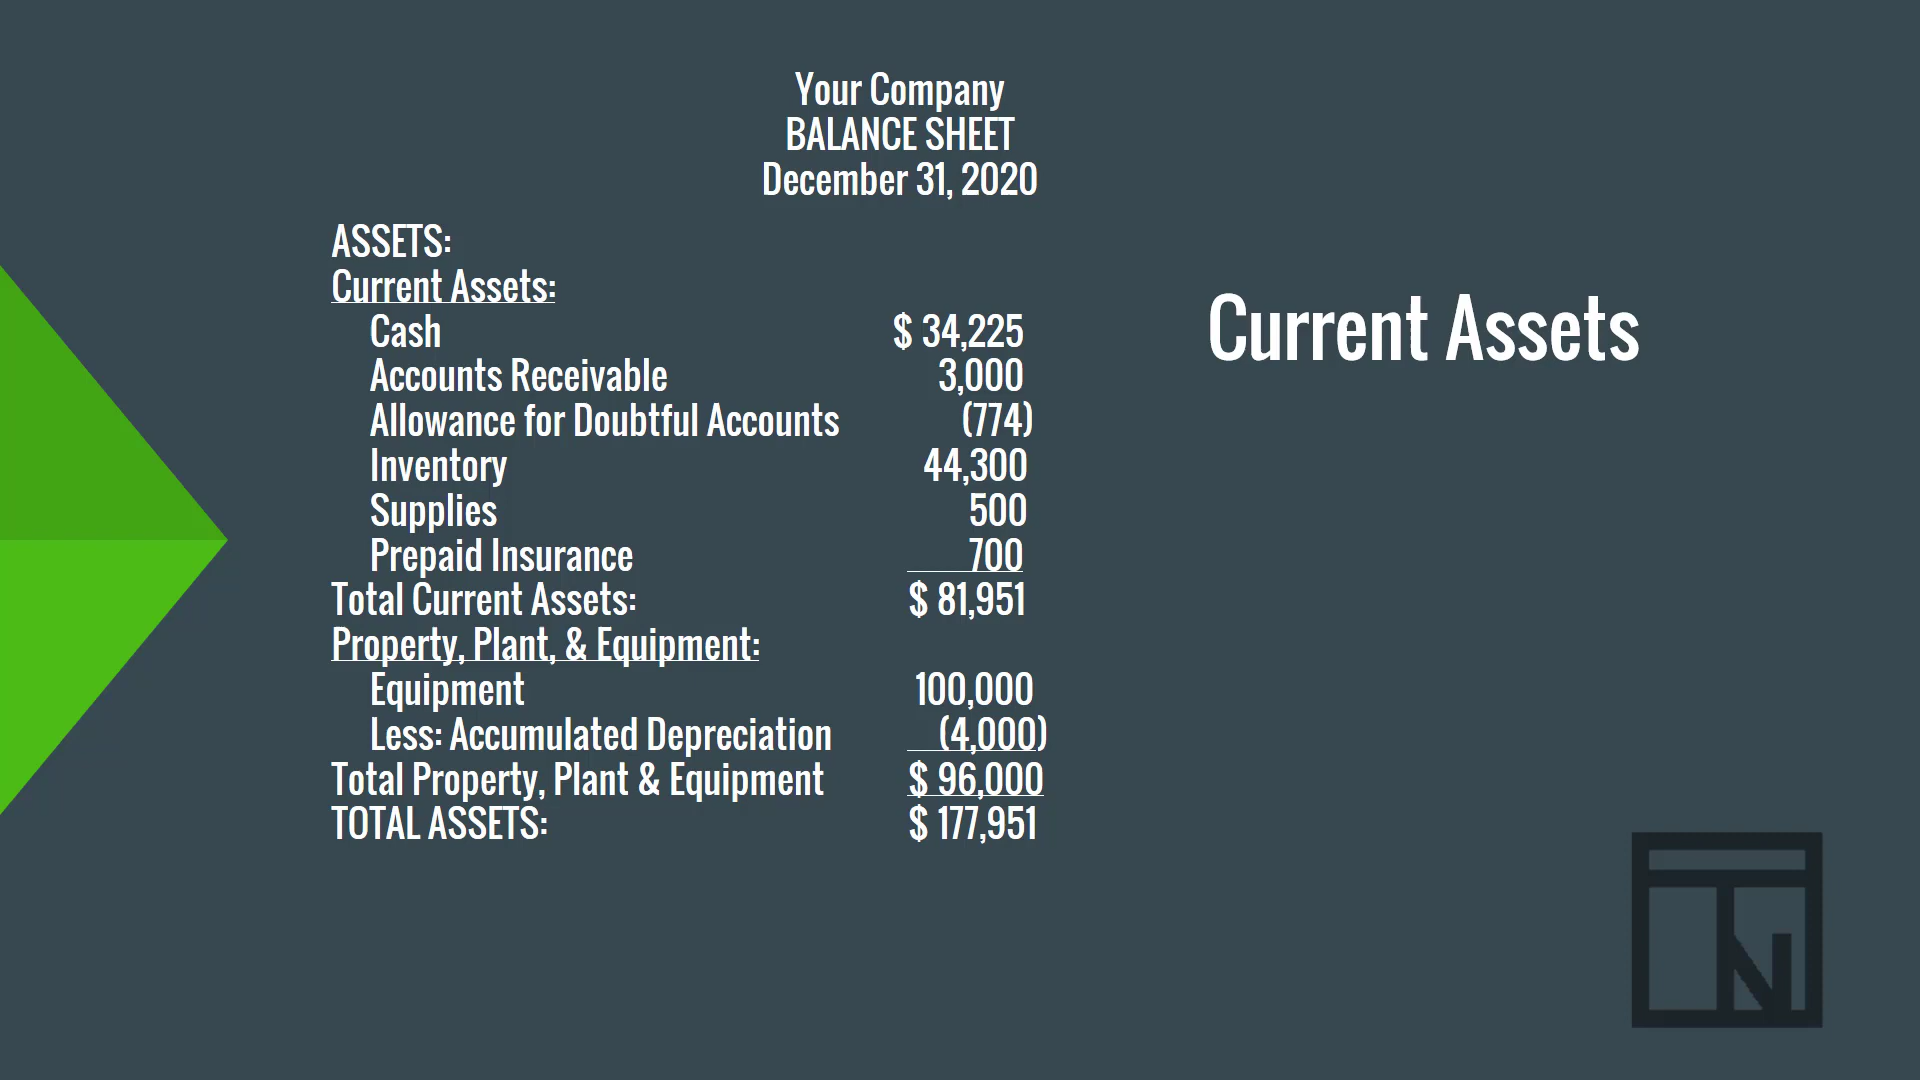 Your Company
BALANCE SHEET
December 31, 2020
ASSETS:
Current Assets:
Cash $ 34,225
Accounts Receivable 3,000
Allowance for Doubtful Accounts (774)
Inventory 44,300
Supplies 500
Prepaid Insurance 700
Total Current Assets: $ 81,951
Property, Plant, & Equipment:
Equipment 100,000
Less: Accumulated Depreciation (4,000)
Total Property, Plant & Equipment $ 96,000
TOTAL ASSETS: $ 177,951
Current Assets
TN